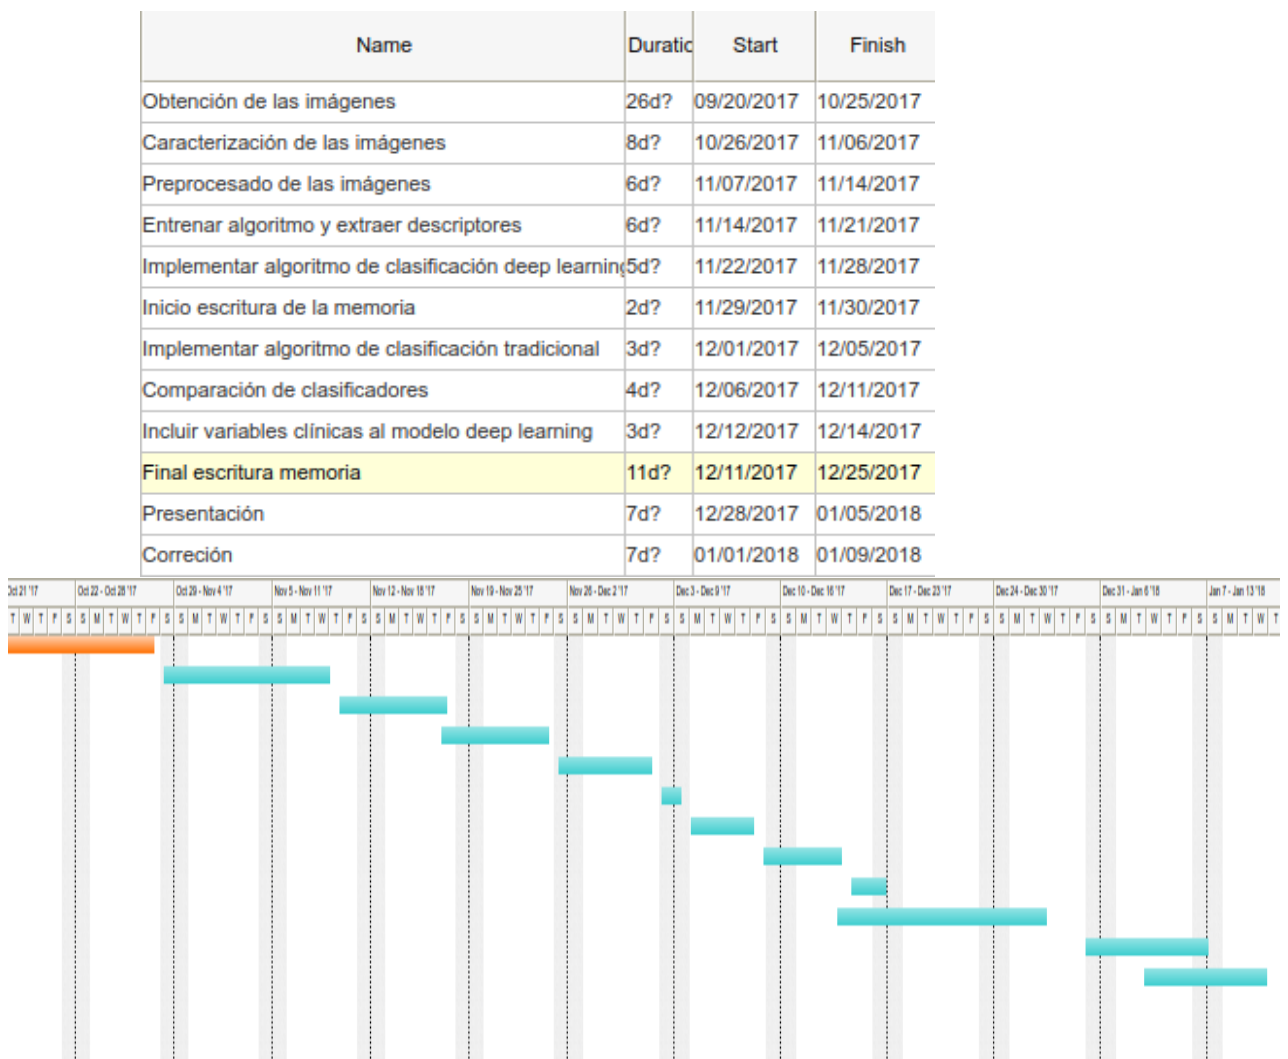 Name Duratic Start Finish
Obtención de las imágenes 26d? 09/20/2017 10/25/2017
Caracterización de las imágenes 8d? 10/26/2017 11/06/2017
Preprocesado de las imágenes 6d? 11/07/2017 11/14/2017
Entrenar algoritmo y extraer descriptores 6d? 11/14/2017 11/21/2017
Implementar algoritmo de clasificación deep learning 5d? 11/22/2017 11/28/2017
Inicio escritura de la memoria 2d? 11/29/2017 11/30/2017
Implementar algoritmo de clasificación tradicional 3d? 12/01/2017 12/05/2017
Comparación de clasificadores 4d? 12/06/2017 12/11/2017
Incluir variables clínicas al modelo deep learning 3d? 12/12/2017 12/14/2017
Final escritura memoria 11d? 12/11/2017 12/25/2017
Presentación 7d? 12/28/2017 01/05/2018
Correción 7d? 01/01/2018 01/09/2018
Oct 21 '17 Oct 22 - Oct 28 '17 Oct 29 - Nov 4 '17 Nov 5 - Nov 11 '17 Nov 12 - Nov 18 '17 Nov 19 - Nov 25 '17 Nov 26 - Dec 2 '17 Dec 3 - Dec 9 '17 Dec 10 - Dec 16 '17 Dec 17 - Dec 23 '17 Dec 24 - Dec 30 '17 Dec 31 - Jan 6 '18 Jan 7 - Jan 13 '18
T W T F S S M T W T F S S M T W T F S S M T W T F S S M T W T F S S M T W T F S S M T W T F S S M T W T F S S M T W T F S S M T W T F S S M T W T F S S M T W T F S S M T W T